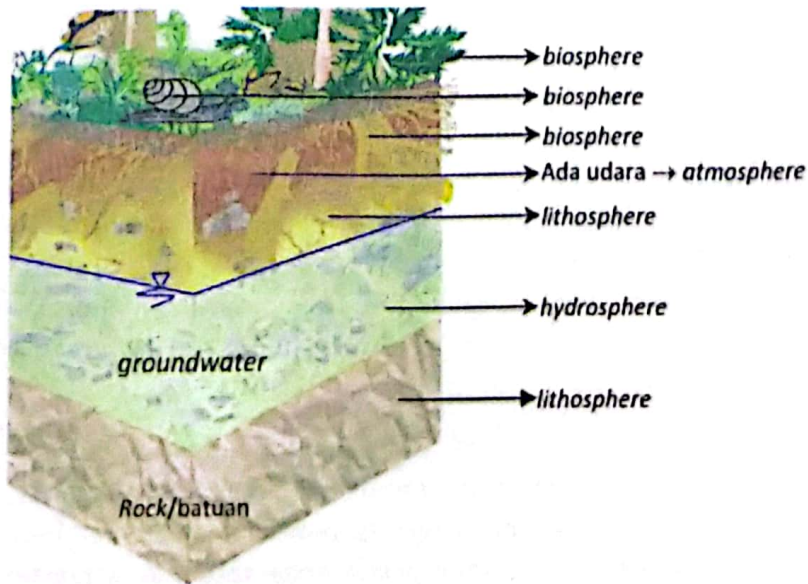 biosphere
biosphere
biosphere
Ada udara → atmosphere
lithosphere
hydrosphere
groundwater
lithosphere
Rock/batuan